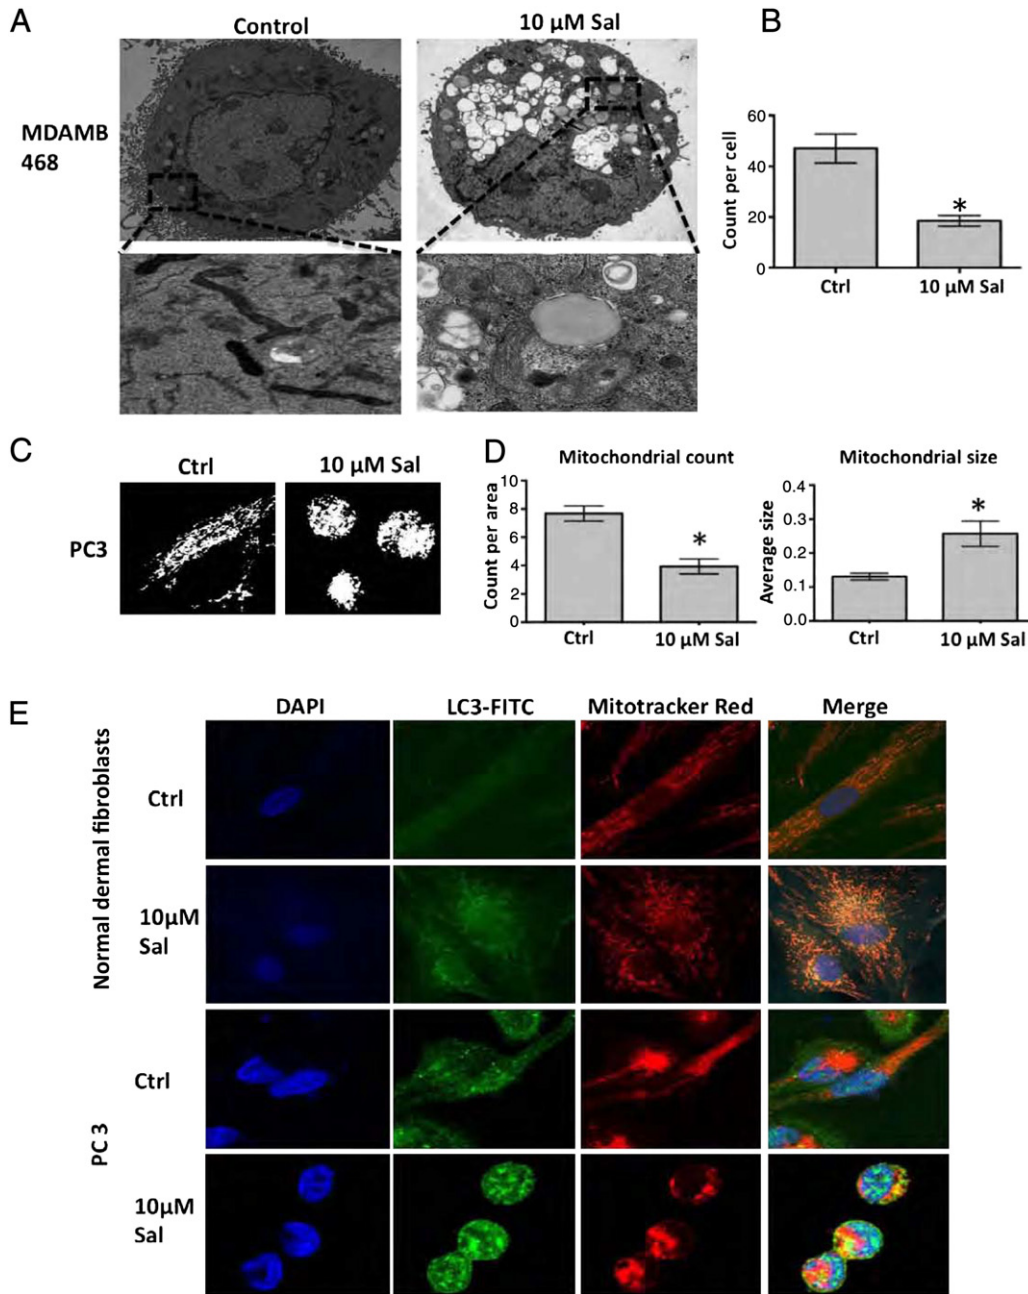 A
Control
10 µM Sal
MDAMB
468
B
Count per cell
60
40
20
0
*
Ctrl
10 µM Sal
C
Ctrl
10 µM Sal
PC3
D
Mitochondrial count
Count per area
10
8
6
4
2
0
*
Ctrl
10 µM Sal
Mitochondrial size
Average size
0.4
0.3
0.2
0.1
0.0
*
Ctrl
10 µM Sal
E
DAPI
LC3-FITC
Mitotracker Red
Merge
Normal dermal fibroblasts
Ctrl
10µM
Sal
PC 3
Ctrl
10µM
Sal